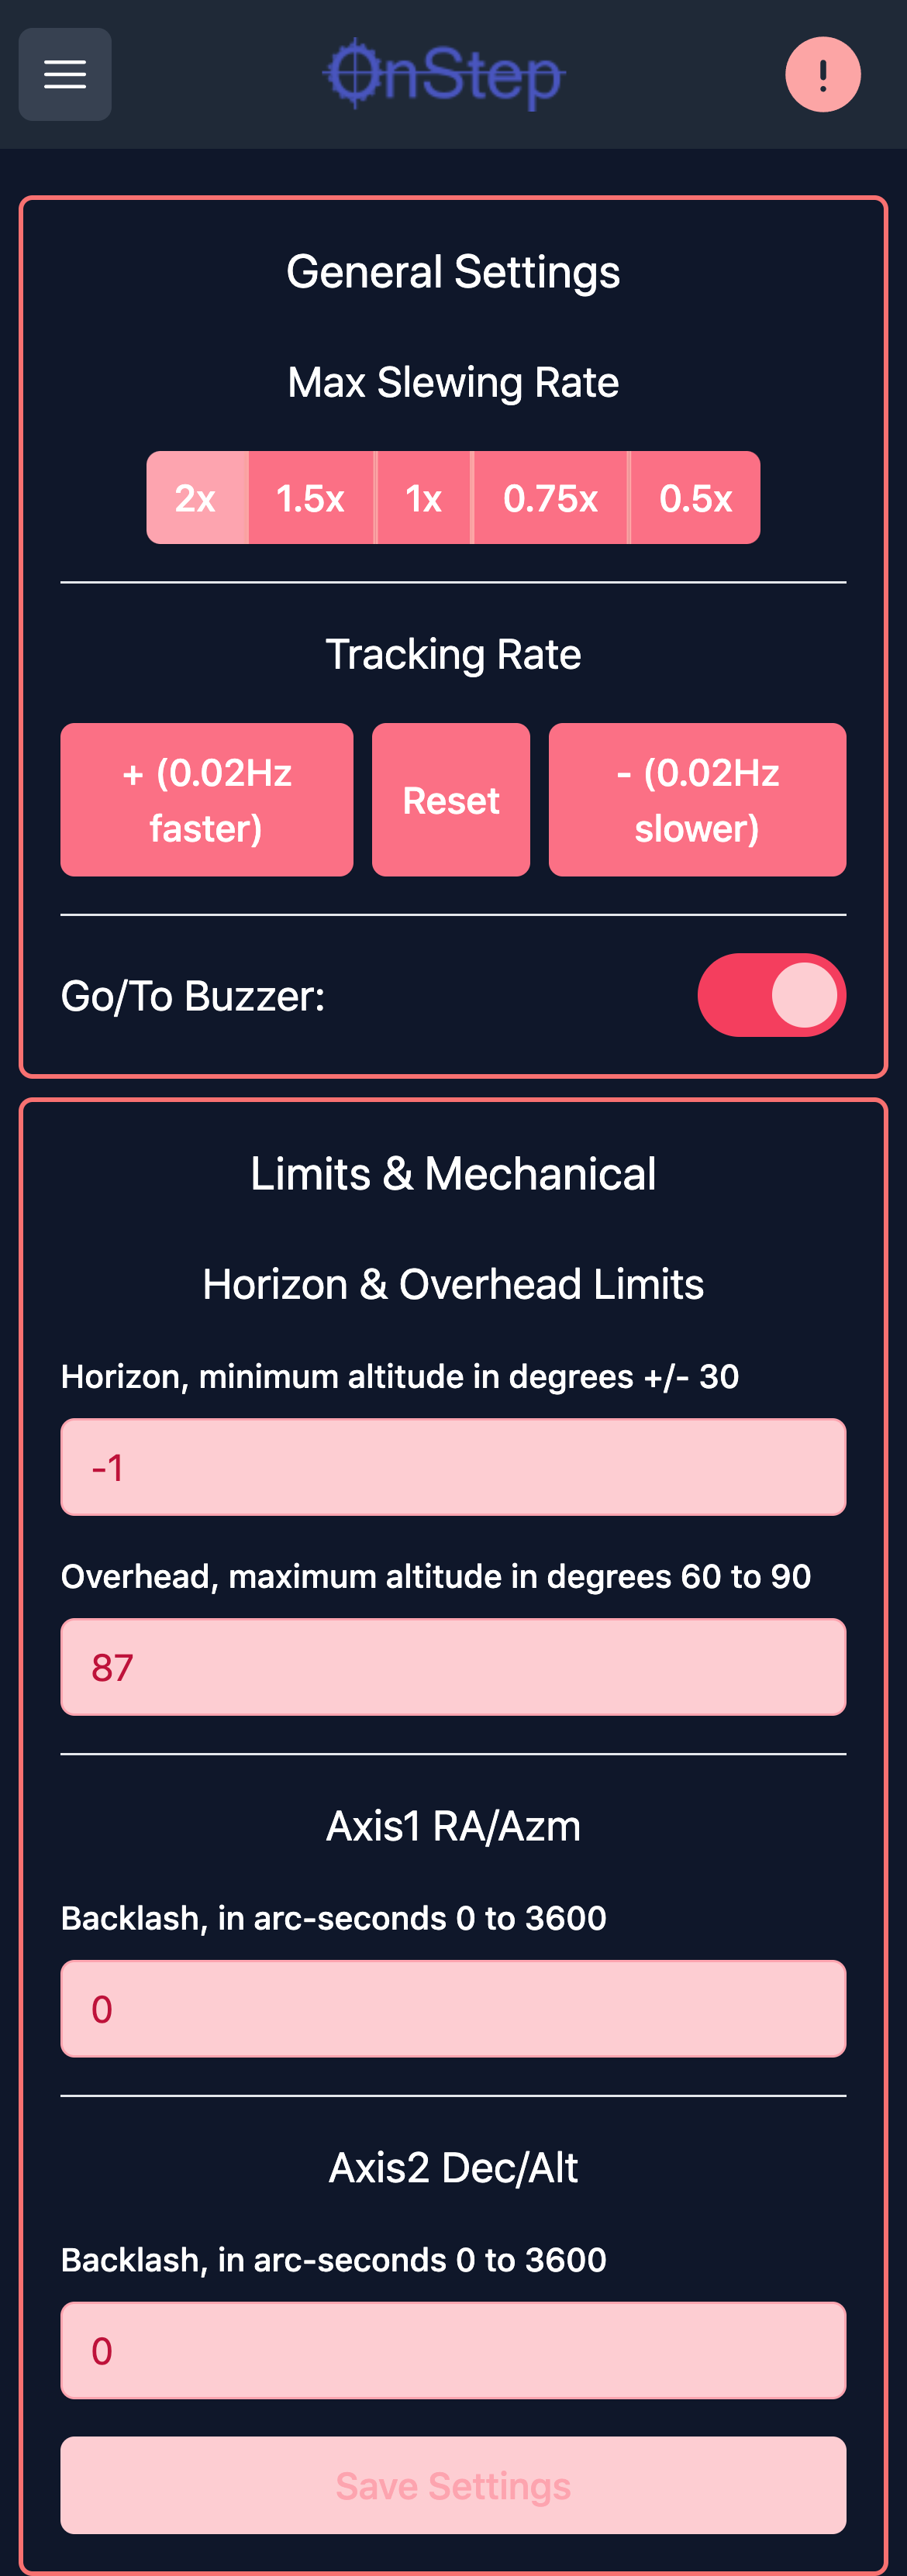 OnStep
!
General Settings
Max Slewing Rate
2x 1.5x 1x 0.75x 0.5x
Tracking Rate
+ (0.02Hz
faster)
Reset
- (0.02Hz
slower)
Go/To Buzzer:
Limits & Mechanical
Horizon & Overhead Limits
Horizon, minimum altitude in degrees +/- 30
-1
Overhead, maximum altitude in degrees 60 to 90
87
Axis1 RA/Azm
Backlash, in arc-seconds 0 to 3600
0
Axis2 Dec/Alt
Backlash, in arc-seconds 0 to 3600
0
Save Settings